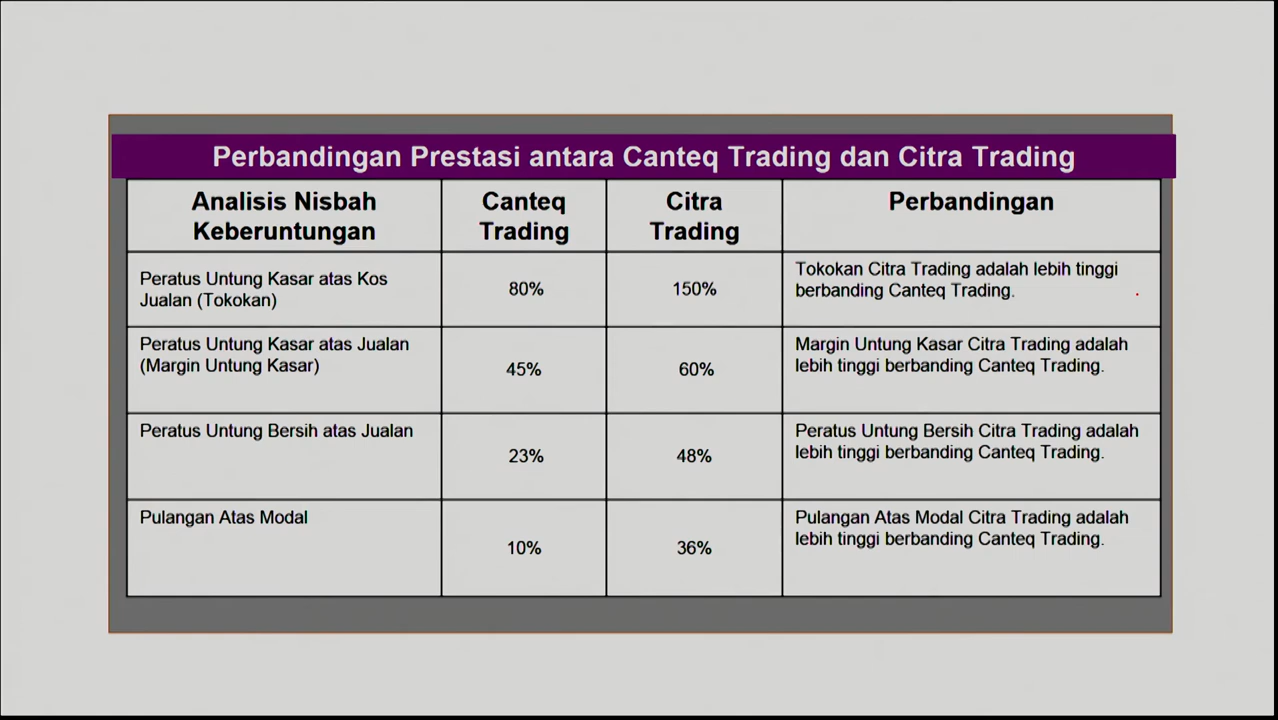 Perbandingan Prestasi antara Canteq Trading dan Citra Trading
Analisis Nisbah
Keberuntungan
Canteq
Trading
Citra
Trading
Perbandingan
Peratus Untung Kasar atas Kos
Jualan (Tokokan)
80%
150%
Tokokan Citra Trading adalah lebih tinggi
berbanding Canteq Trading.
Peratus Untung Kasar atas Jualan
(Margin Untung Kasar)
45%
60%
Margin Untung Kasar Citra Trading adalah
lebih tinggi berbanding Canteq Trading.
Peratus Untung Bersih atas Jualan
23%
48%
Peratus Untung Bersih Citra Trading adalah
lebih tinggi berbanding Canteq Trading.
Pulangan Atas Modal
10%
36%
Pulangan Atas Modal Citra Trading adalah
lebih tinggi berbanding Canteq Trading.